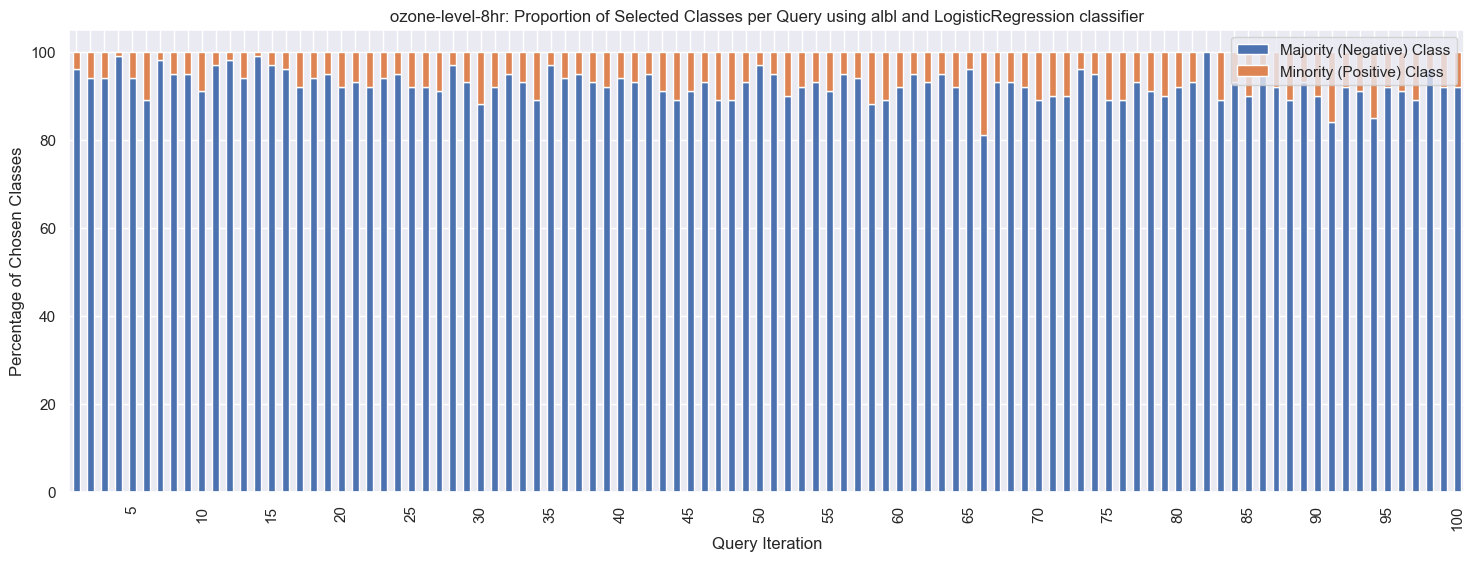 ozone-level-8hr: Proportion of Selected Classes per Query using albl and LogisticRegression classifier
Majority (Negative) Class
Minority (Positive) Class
Percentage of Chosen Classes
100
80
60
40
20
0
5 10 15 20 25 30 35 40 45 50 55 60 65 70 75 80 85 90 95 100
Query Iteration